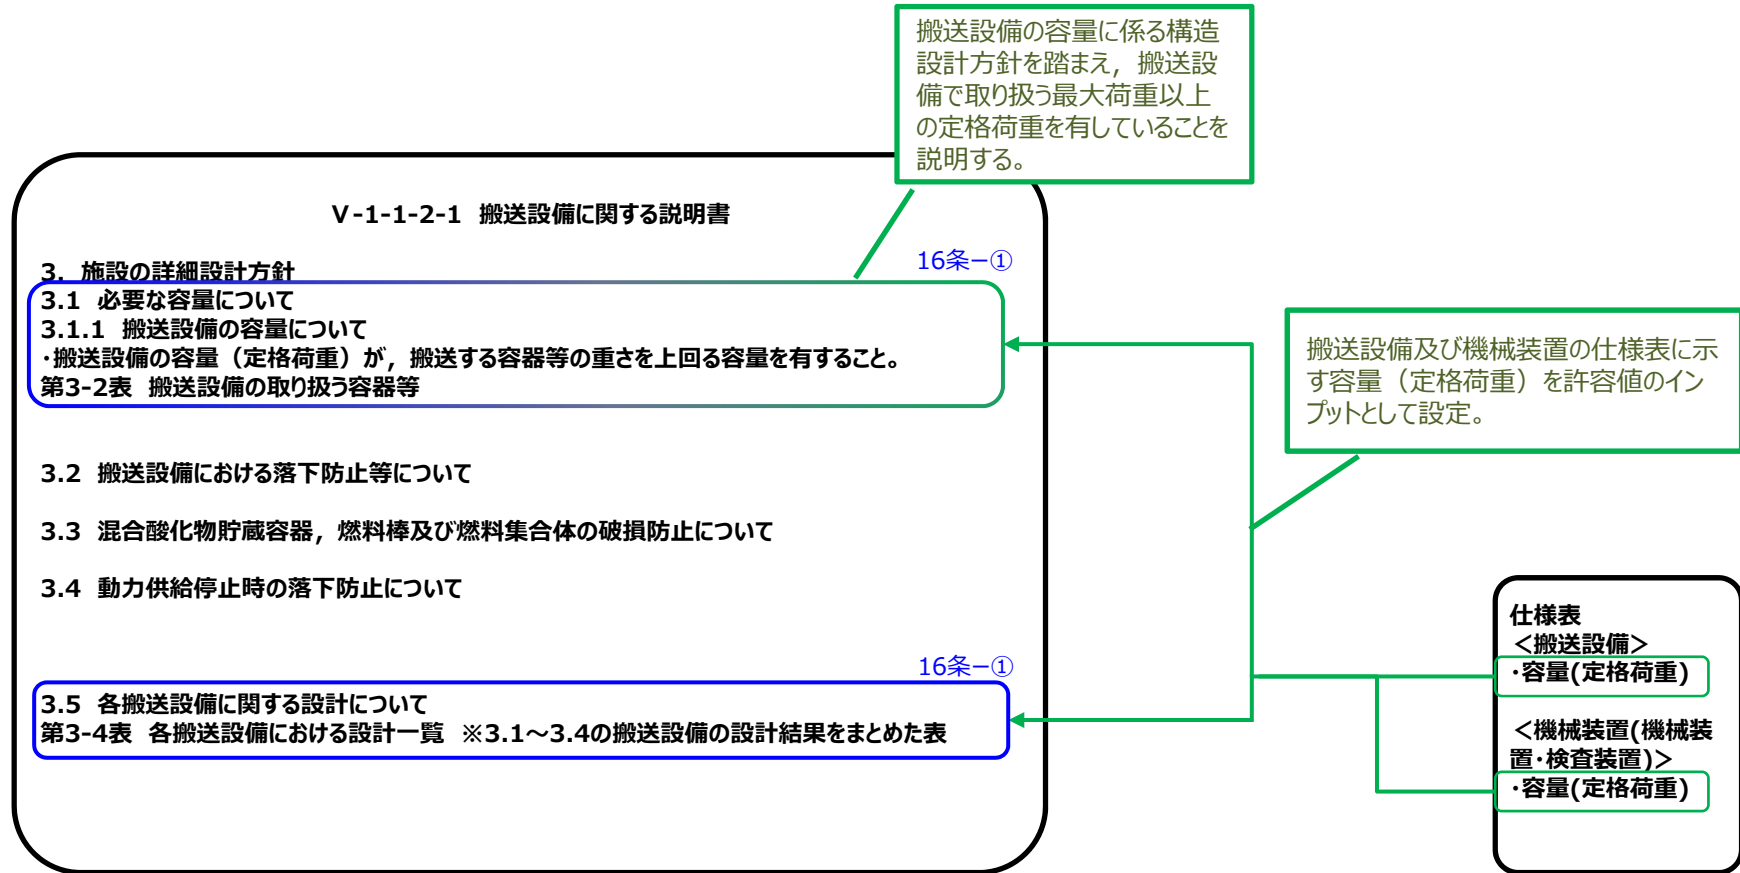 搬送設備の容量に係る構造
設計方針を踏まえ，搬送設
備で取り扱う最大荷重以上
の定格荷重を有していることを
説明する。
Ⅴ-1-1-2-1 搬送設備に関する説明書
16条－①
3．施設の詳細設計方針
3.1 必要な容量について
3.1.1 搬送設備の容量について
・搬送設備の容量（定格荷重）が，搬送する容器等の重さを上回る容量を有すること。
第3-2表 搬送設備の取り扱う容器等
3.2 搬送設備における落下防止等について
3.3 混合酸化物貯蔵容器，燃料棒及び燃料集合体の破損防止について
3.4 動力供給停止時の落下防止について
16条－①
3.5 各搬送設備に関する設計について
第3-4表 各搬送設備における設計一覧 ※3.1～3.4の搬送設備の設計結果をまとめた表
搬送設備及び機械装置の仕様表に示
す容量（定格荷重）を許容値のイン
プットとして設定。
仕様表
＜搬送設備＞
・容量(定格荷重)
＜機械装置(機械装
置・検査装置)＞
・容量(定格荷重)